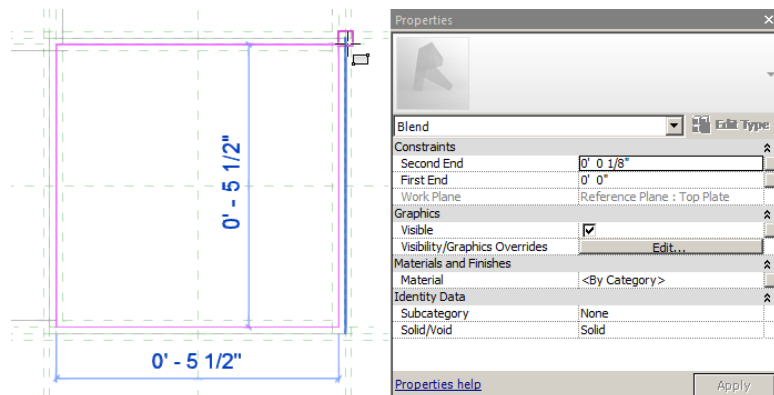 0' - 5 1/2"
0' - 5 1/2"
Properties
Blend
Edit Type
Constraints
Second End 0' 0 1/8"
First End 0' 0"
Work Plane Reference Plane : Top Plate
Graphics
Visible
Visibility/Graphics Overrides Edit...
Materials and Finishes
Material <By Category>
Identity Data
Subcategory None
Solid/Void Solid
Properties help Apply